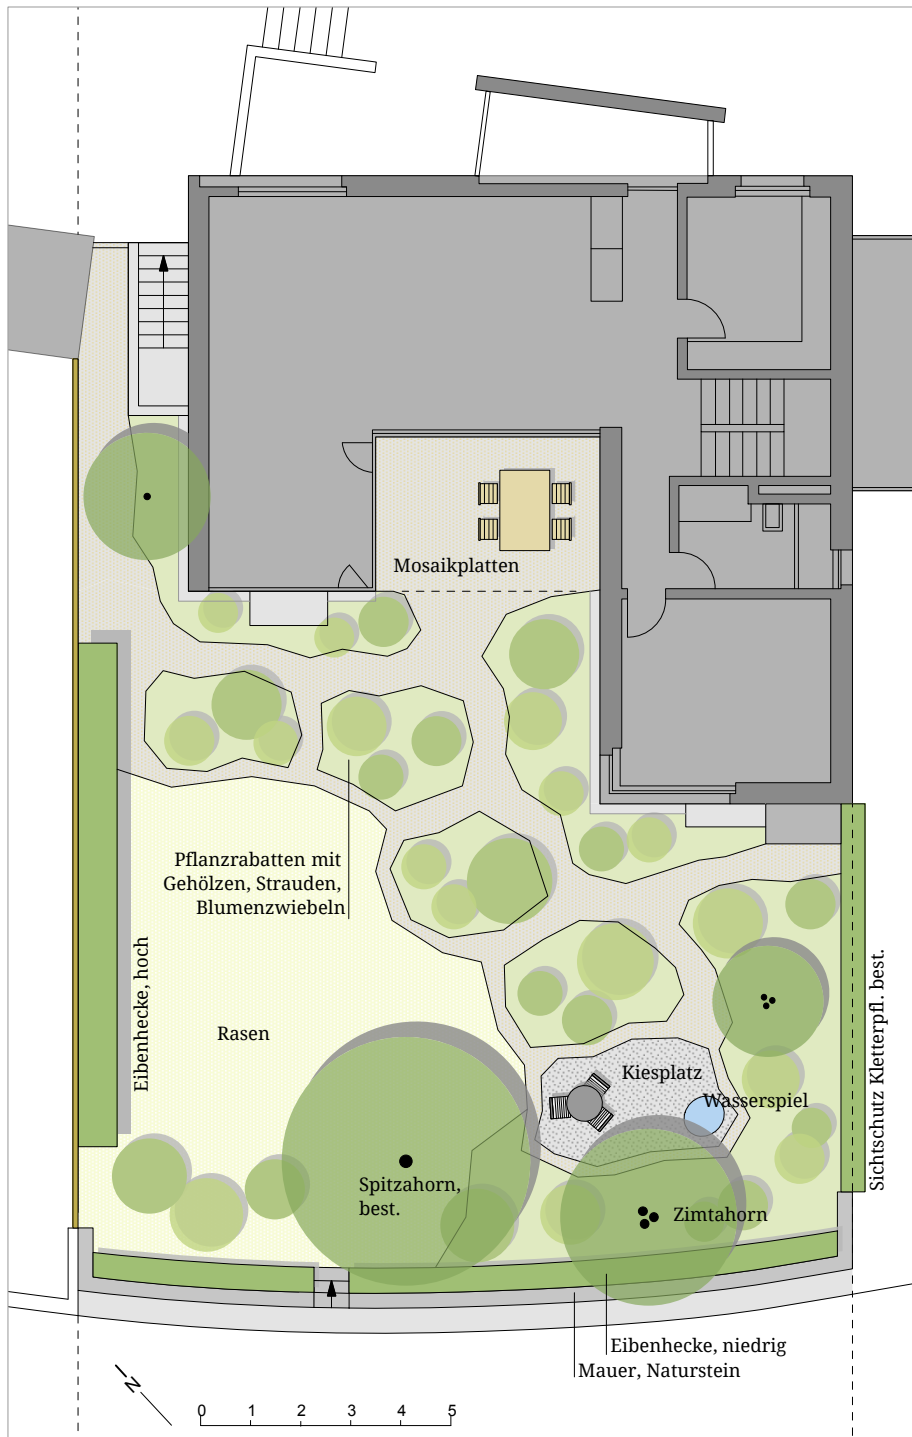 Mosaikplatten
Pflanzrabatten mit
Gehölzen, Strauden,
Blumenzwiebeln
Eibenhecke, hoch
Rasen
Kiesplatz
Wasserspiel
Sichtschutz Kletterpfl. best.
Spitzahorn,
best.
Zimtahorn
Eibenhecke, niedrig
Mauer, Naturstein
N
0 1 2 3 4 5